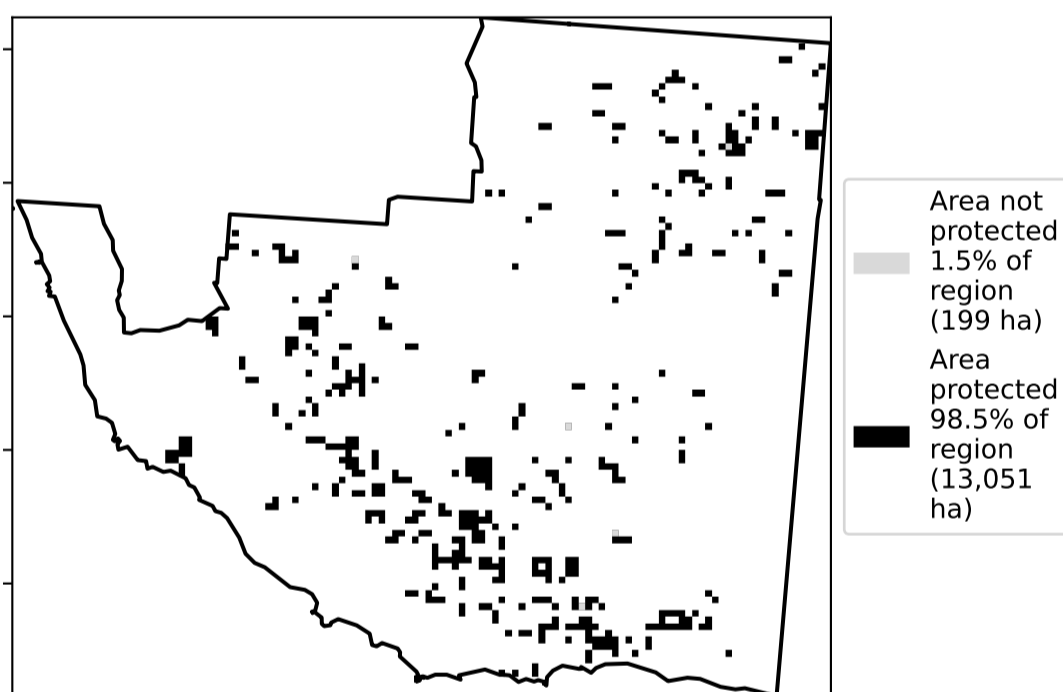 Area not
protected
1.5% of
region
(199 ha)
Area
protected
98.5% of
region
(13,051
ha)